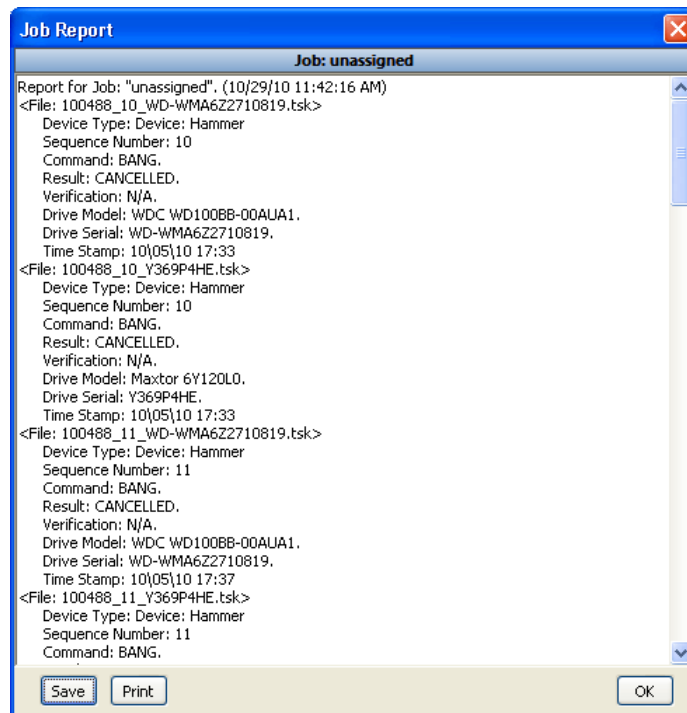 Job Report
Job: unassigned
Report for Job: "unassigned". (10/29/10 11:42:16 AM)
<File: 100488_10_WD-WMA6Z2710819.tsk>
Device Type: Device: Hammer
Sequence Number: 10
Command: BANG.
Result: CANCELLED.
Verification: N/A.
Drive Model: WDC WD100BB-00AUA1.
Drive Serial: WD-WMA6Z2710819.
Time Stamp: 10\05\10 17:33
<File: 100488_10_Y369P4HE.tsk>
Device Type: Device: Hammer
Sequence Number: 10
Command: BANG.
Result: CANCELLED.
Verification: N/A.
Drive Model: Maxtor 6Y120L0.
Drive Serial: Y369P4HE.
Time Stamp: 10\05\10 17:33
<File: 100488_11_WD-WMA6Z2710819.tsk>
Device Type: Device: Hammer
Sequence Number: 11
Command: BANG.
Result: CANCELLED.
Verification: N/A.
Drive Model: WDC WD100BB-00AUA1.
Drive Serial: WD-WMA6Z2710819.
Time Stamp: 10\05\10 17:37
<File: 100488_11_Y369P4HE.tsk>
Device Type: Device: Hammer
Sequence Number: 11
Command: BANG.
Save Print OK